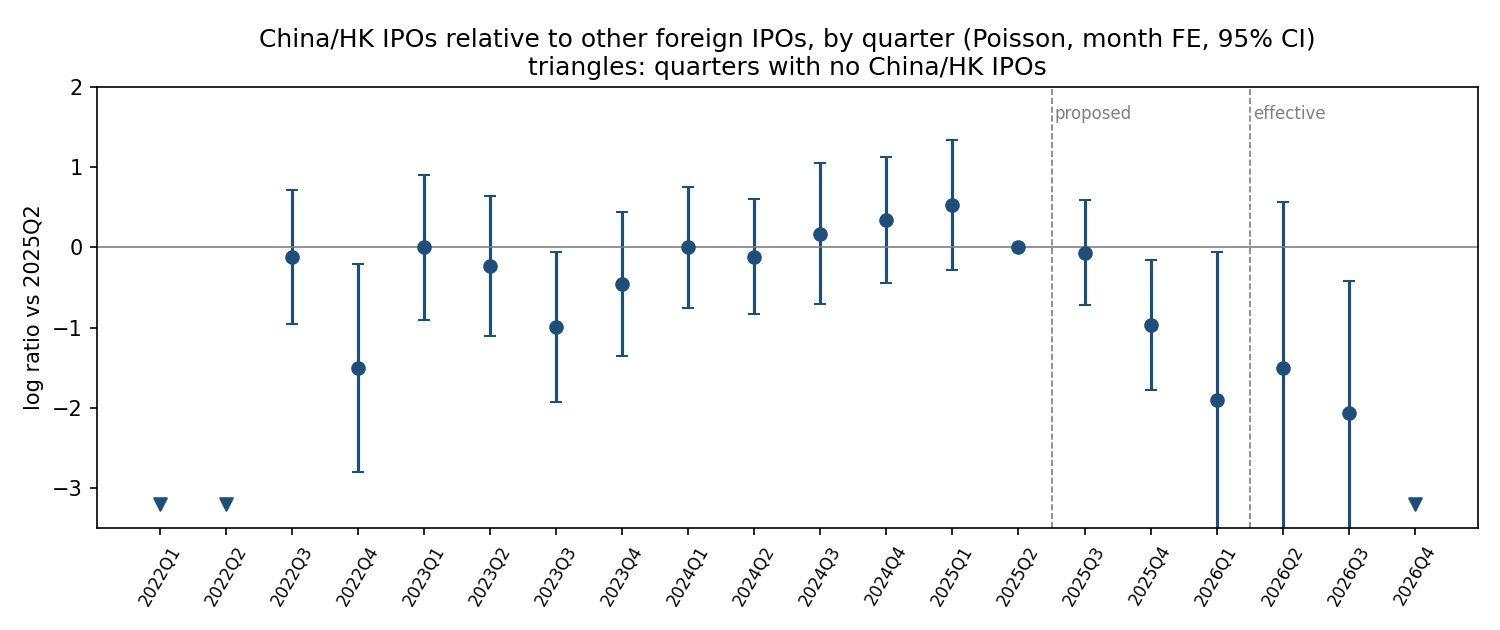 China/HK IPOs relative to other foreign IPOs, by quarter (Poisson, month FE, 95% CI)
triangles: quarters with no China/HK IPOs
log ratio vs 2025Q2
2
1
0
−1
−2
−3
proposed
effective
2022Q1
2022Q2
2022Q3
2022Q4
2023Q1
2023Q2
2023Q3
2023Q4
2024Q1
2024Q2
2024Q3
2024Q4
2025Q1
2025Q2
2025Q3
2025Q4
2026Q1
2026Q2
2026Q3
2026Q4